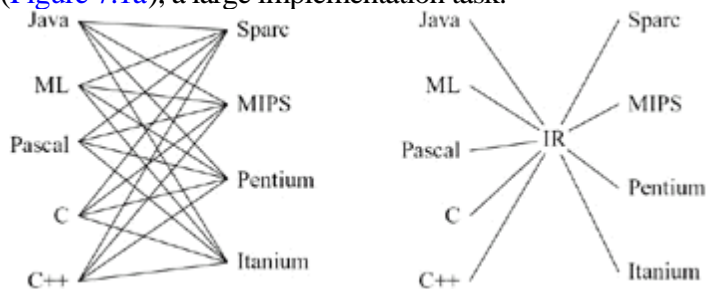 (Figure 7.1a), a large implementation task.
Java
ML
Pascal
C
C++
Sparc
MIPS
Pentium
Itanium
Java
ML
Pascal
C
C++
IR
Sparc
MIPS
Pentium
Itanium